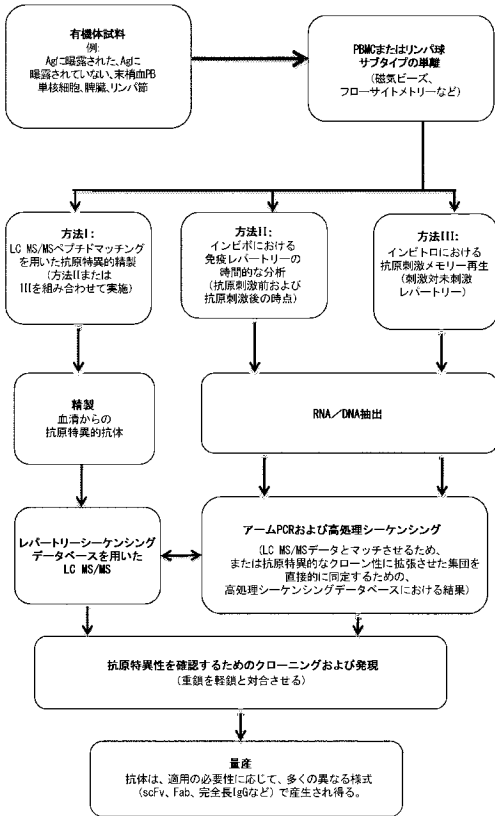 有機体試料
例:
Agに曝露された、Agに
曝露されていない、末梢血PB
単核細胞、脾臓、リンパ節
PBMCまたはリンパ球
サブタイプの単離
(磁気ビーズ、
フローサイトメトリーなど)
方法I:
LC MS/MSペプチドマッチング
を用いた抗原特異的精製
(方法IIまたは
IIIを組み合わせて実施)
方法II:
インビボにおける
免疫レパートリーの
時間的な分析
(抗原刺激前および
抗原刺激後の時点)
方法III:
インビトロにおける
抗原刺激メモリー再生
(刺激対未刺激
レパートリー)
精製
血清からの
抗原特異的抗体
RNA/DNA抽出
レパートリーシーケンシング
データベースを用いた
LC MS/MS
アームPCRおよび高処理シーケンシング
(LC MS/MSデータとマッチさせるため、
または抗原特異的なクローン性に拡張させた集団を
直接的に同定するための、
高処理シーケンシングデータベースにおける結果)
抗原特異性を確認するためのクローニングおよび発現
(重鎖を軽鎖と対合させる)
量産
抗体は、適用の必要性に応じて、多くの異なる様式
(scFv、Fab、完全長IgGなど)で産生され得る。